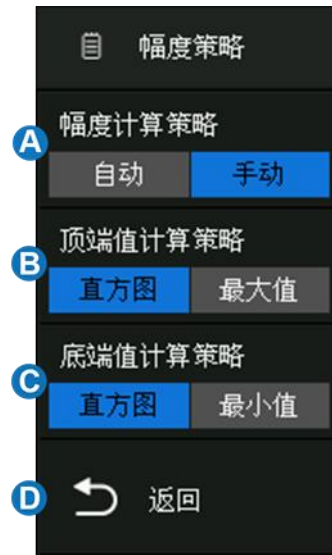 幅度策略
A
幅度计算策略
自动 手动
B
顶端值计算策略
直方图 最大值
C
底端值计算策略
直方图 最小值
D
返回